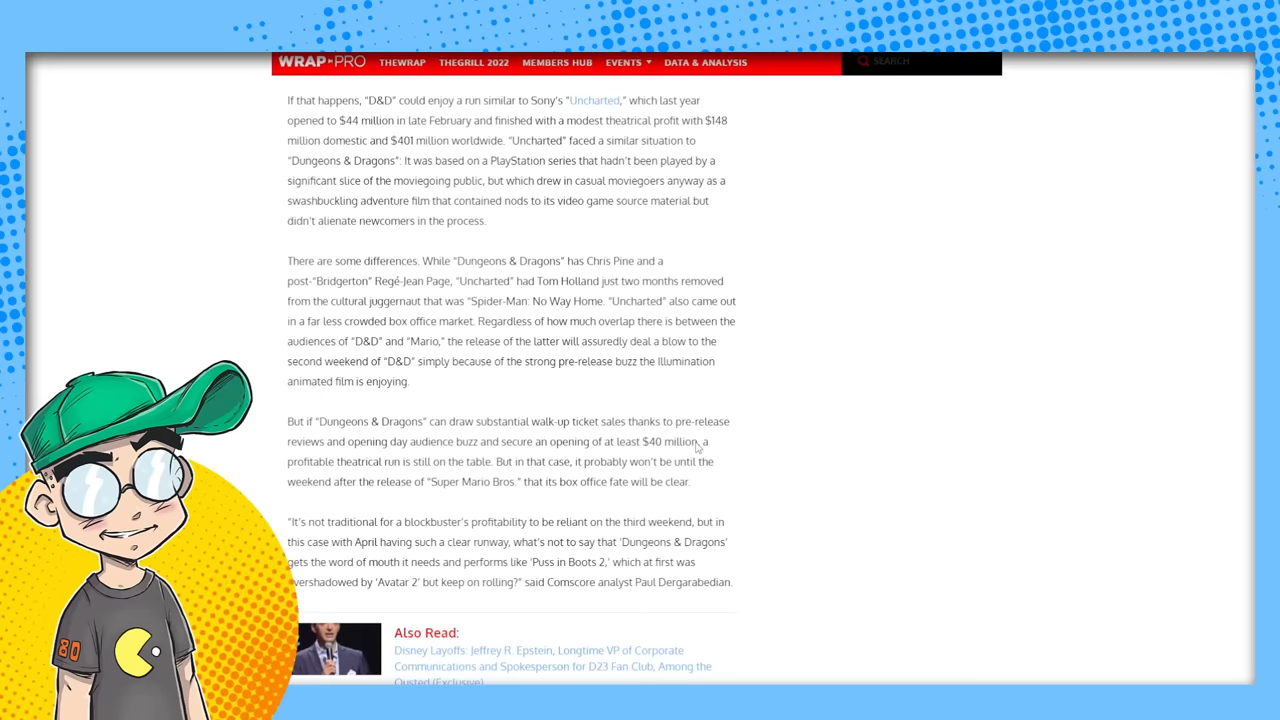 WRAP PRO THEWRAP THEGRILL 2022 MEMBERS HUB EVENTS DATA & ANALYSIS SEARCH
If that happens, “D&D” could enjoy a run similar to Sony’s “Uncharted,” which last year
opened to $44 million in late February and finished with a modest theatrical profit with $148
million domestic and $401 million worldwide. “Uncharted” faced a similar situation to
“Dungeons & Dragons”: It was based on a PlayStation series that hadn’t been played by a
significant slice of the moviegoing public, but which drew in casual moviegoers anyway as a
swashbuckling adventure film that contained nods to its video game source material but
didn’t alienate newcomers in the process.
There are some differences. While “Dungeons & Dragons” has Chris Pine and a
post-“Bridgerton” Regé-Jean Page, “Uncharted” had Tom Holland just two months removed
from the cultural juggernaut that was “Spider-Man: No Way Home. “Uncharted” also came out
in a far less crowded box office market. Regardless of how much overlap there is between the
audiences of “D&D” and “Mario,” the release of the latter will assuredly deal a blow to the
second weekend of “D&D” simply because of the strong pre-release buzz the Illumination
animated film is enjoying.
But if “Dungeons & Dragons” can draw substantial walk-up ticket sales thanks to pre-release
reviews and opening day audience buzz and secure an opening of at least $40 million, a
profitable theatrical run is still on the table. But in that case, it probably won’t be until the
weekend after the release of “Super Mario Bros.” that its box office fate will be clear.
“It’s not traditional for a blockbuster’s profitability to be reliant on the third weekend, but in
this case with April having such a clear runway, what’s not to say that ‘Dungeons & Dragons’
gets the word of mouth it needs and performs like ‘Puss in Boots 2,’ which at first was
overshadowed by ‘Avatar 2’ but keep on rolling?” said Comscore analyst Paul Dergarabedian.
Also Read:
Disney Layoffs: Jeffrey R. Epstein, Longtime VP of Corporate
Communications and Spokesperson for D23 Fan Club, Among the
Ousted (Exclusive)
80